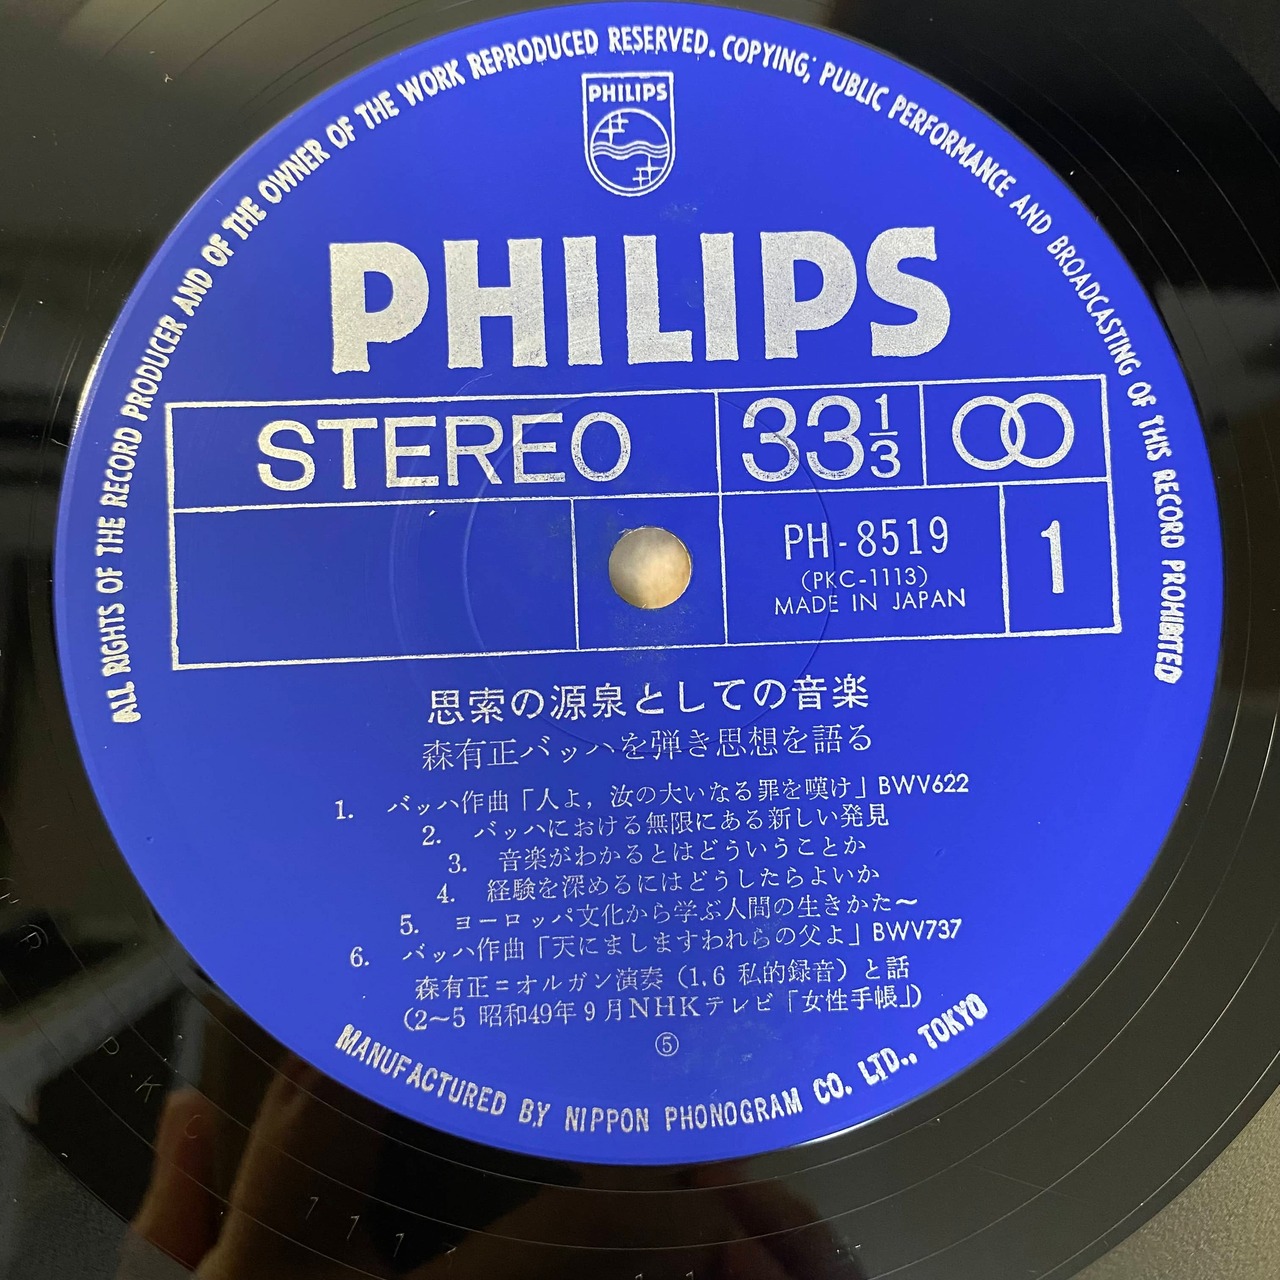 ALL RIGHTS OF THE RECORD PRODUCER AND OF THE OWNER OF THE WORK REPRODUCED RESERVED. COPYING, PUBLIC PERFORMANCE AND BROADCASTING OF THIS RECORD PROHIBITED
PHILIPS
PHILIPS
STEREO 33 1/3
PH-8519 1
(PKC-1113)
MADE IN JAPAN
思索の源泉としての音楽
森有正バッハを弾き思想を語る
1. バッハ作曲「人よ, 汝の大いなる罪を嘆け」BWV622
2. バッハにおける無限にある新しい発見
3. 音楽がわかるとはどういうことか
4. 経験を深めるにはどうしたらよいか
5. ヨーロッパ文化から学ぶ人間の生きかた〜
6. バッハ作曲「天にましますわれらの父よ」BWV737
森有正=オルガン演奏(1.6 私的録音)と話
(2〜5 昭和49年9月NHKテレビ「女性手帳」)
⑤
MANUFACTURED BY NIPPON PHONOGRAM CO. LTD., TOKYO